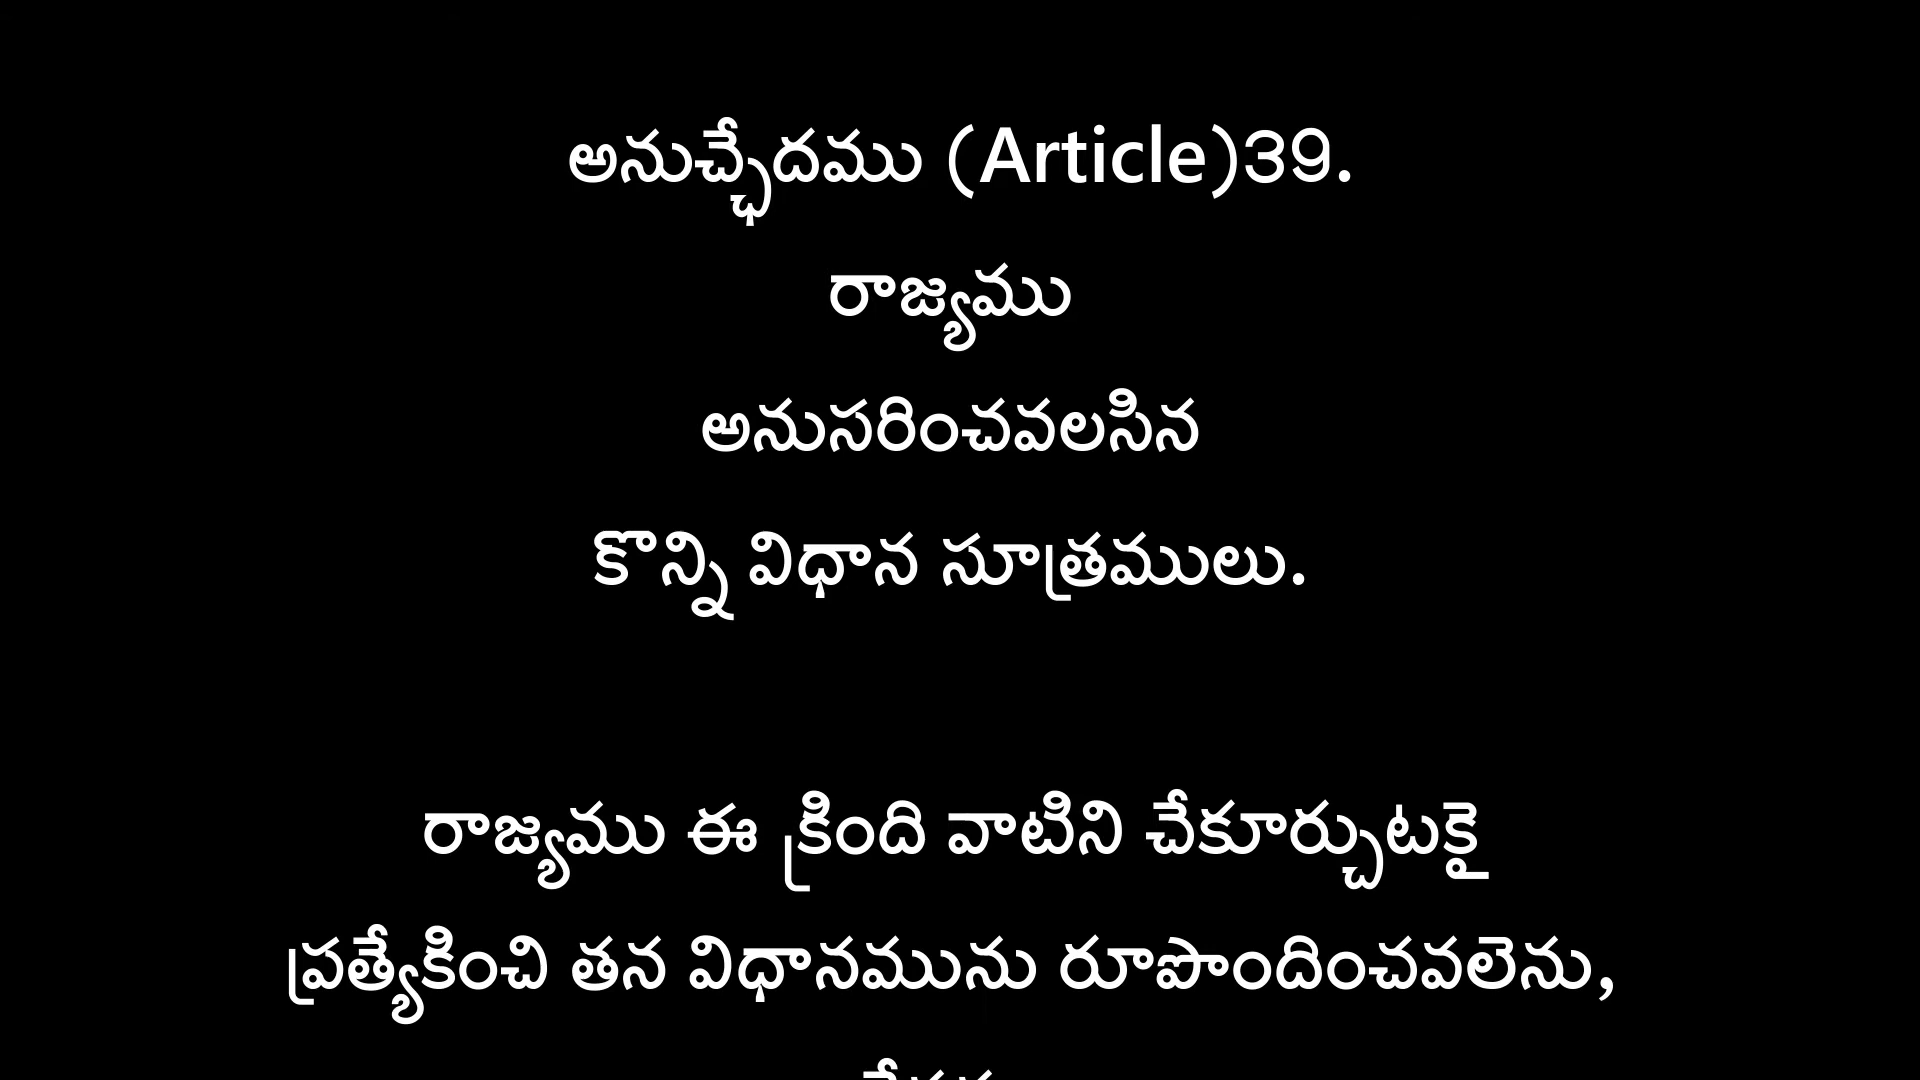 అనుచ్ఛేదము (Article)39.
రాజ్యము
అనుసరించవలసిన
కొన్ని విధాన సూత్రములు.
రాజ్యము ఈ క్రింది వాటిని చేకూర్చుటకై
ప్రత్యేకించి తన విధానమును రూపొందించవలెను,